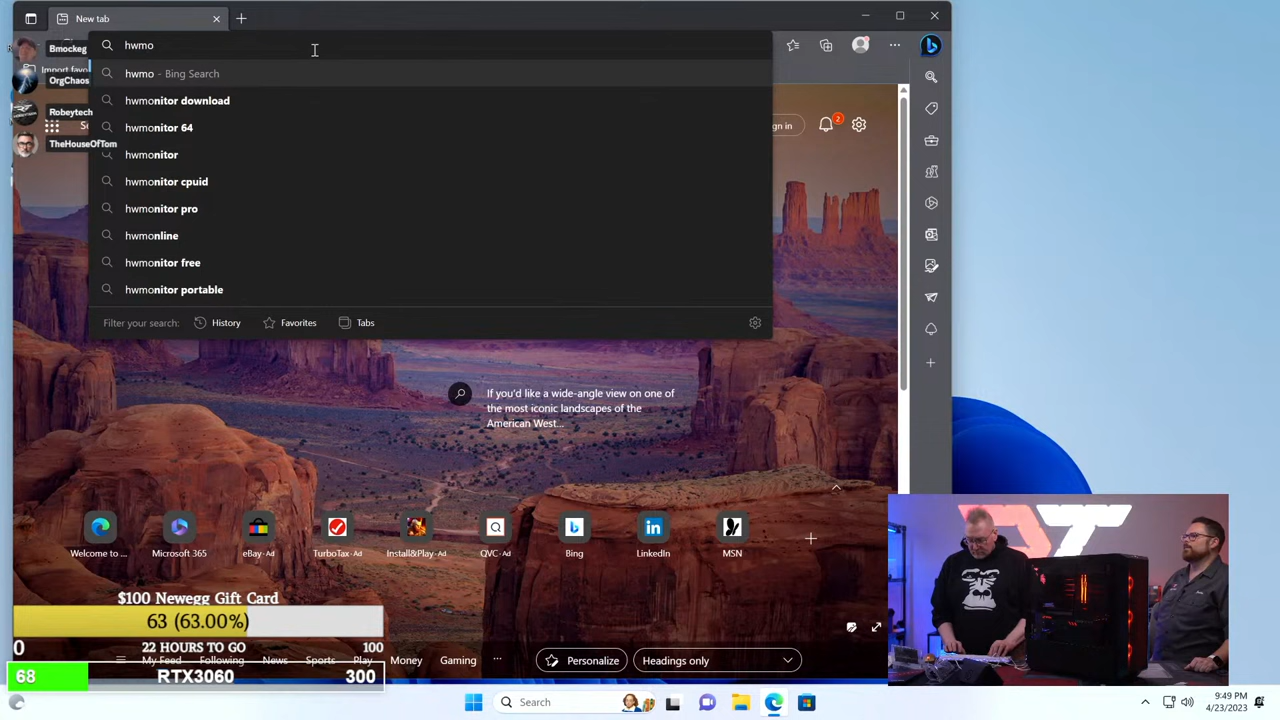 New tab
hwmo
Bmockeg
Import favo
OrgChaos
Robeytech
TheHouseOfTom
hwmo - Bing Search
hwmonitor download
hwmonitor 64
hwmonitor
hwmonitor cpuid
hwmonitor pro
hwmonline
hwmonitor free
hwmonitor portable
Filter your search:
History
Favorites
Tabs
gn in
2
If you'd like a wide-angle view on one of
the most iconic landscapes of the
American West...
Welcome to ...
Microsoft 365
eBay · Ad
TurboTax · Ad
Install&Play · Ad
QVC · Ad
Bing
LinkedIn
MSN
$100 Newegg Gift Card
63 (63.00%)
0
22 HOURS TO GO
100
My Feed
Following
News
Sports
Play
Money
Gaming
Personalize
Headings only
68
RTX3060
300
Search
9:49 PM
4/23/2023